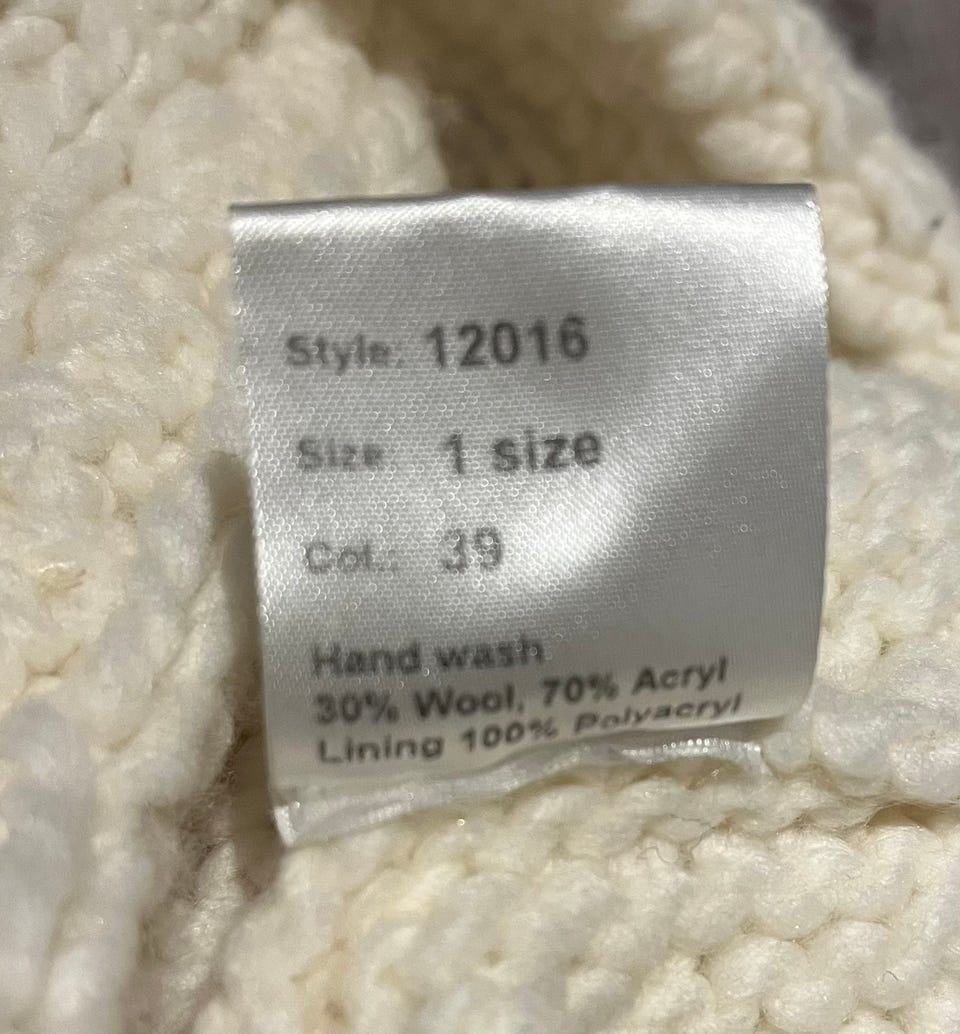 Style: 12016
Size: 1 size
Col.: 39
Hand wash
30% Wool, 70% Acryl
Lining 100% Polyacryl